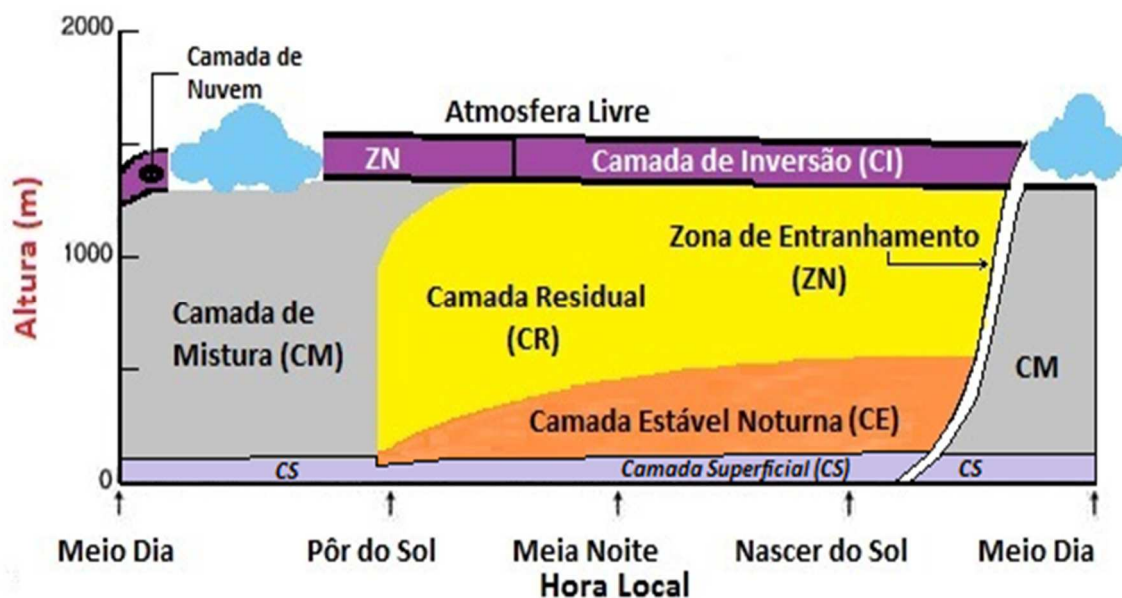 2000
Camada de
Nuvem
Atmosfera Livre
ZN
Camada de Inversão (CI)
Altura (m)
1000
Zona de Entranhamento
(ZN)
Camada Residual
(CR)
Camada de
Mistura (CM)
CM
Camada Estável Noturna (CE)
0
CS
Camada Superficial (CS)
CS
Meio Dia
Pôr do Sol
Meia Noite
Nascer do Sol
Meio Dia
Hora Local